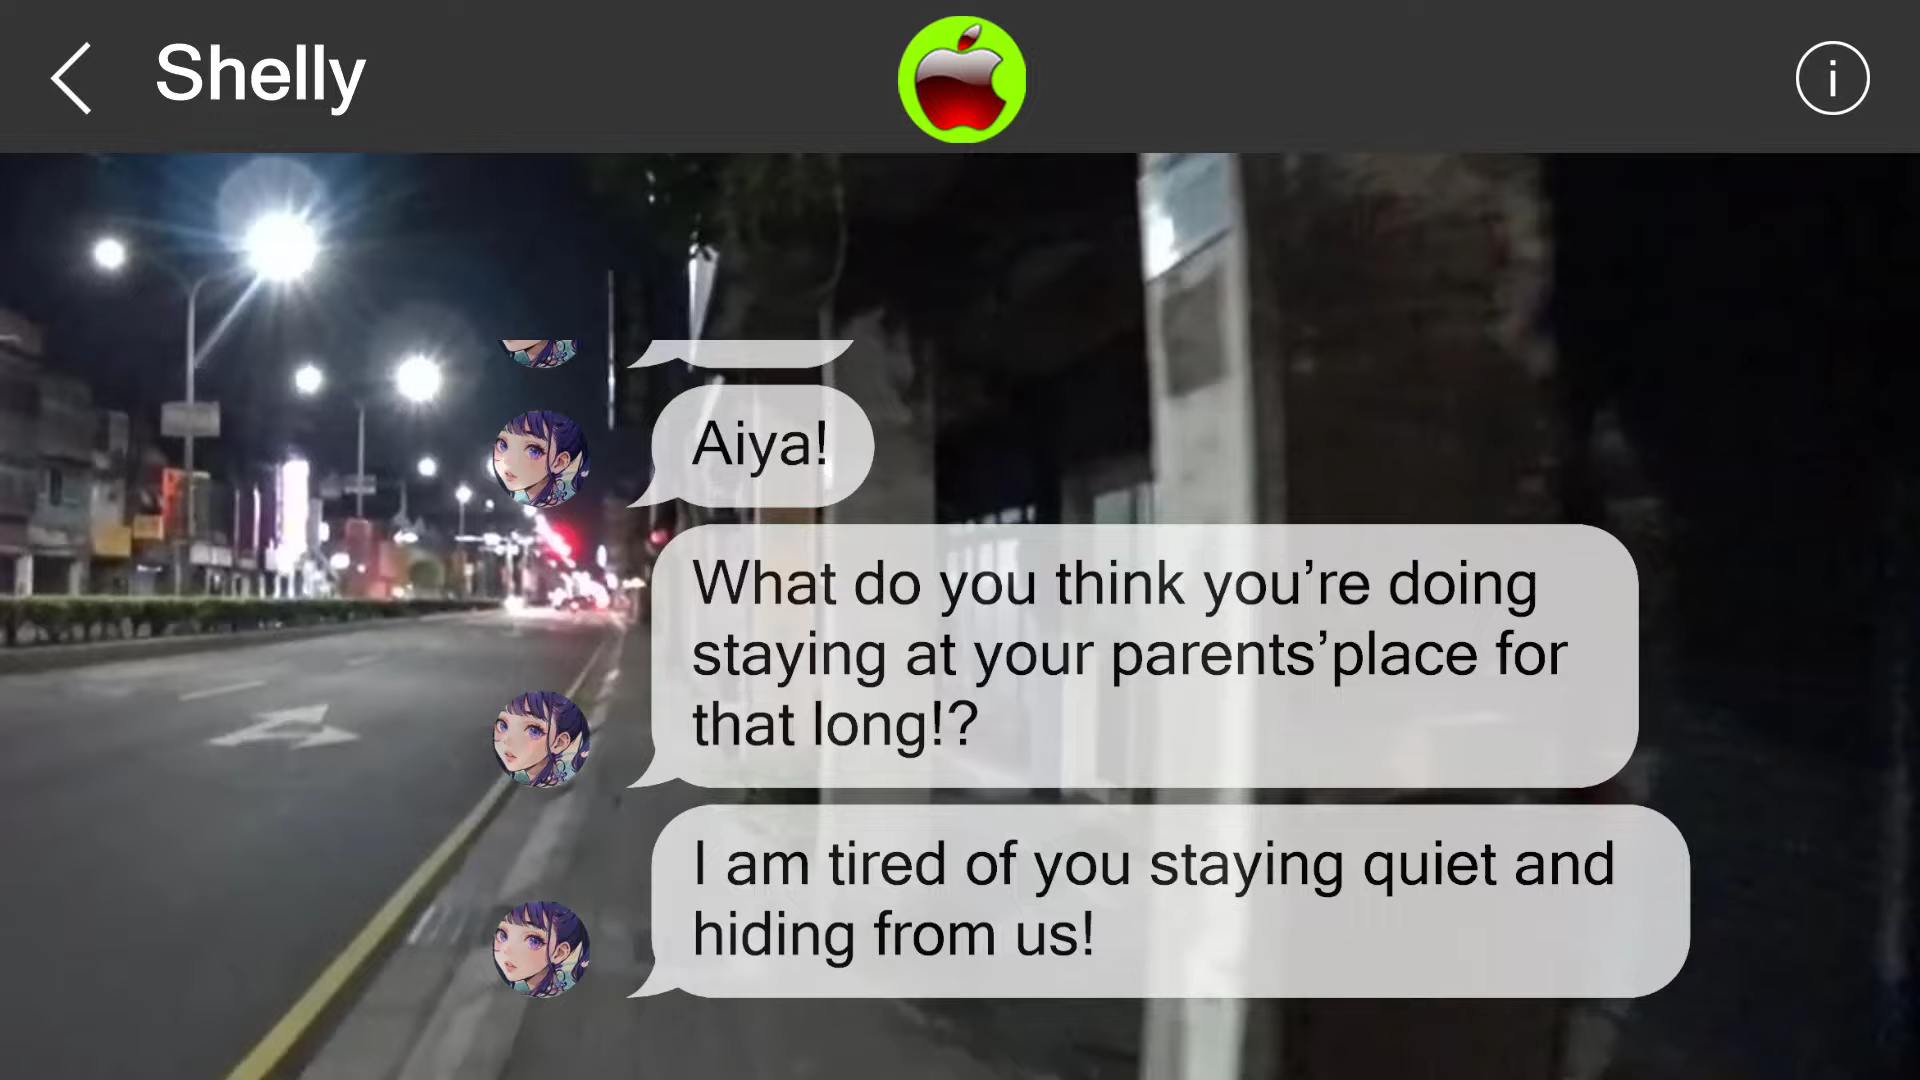 Shelly
i
Aiya!
What do you think you’re doing
staying at your parents’place for
that long!?
I am tired of you staying quiet and
hiding from us!